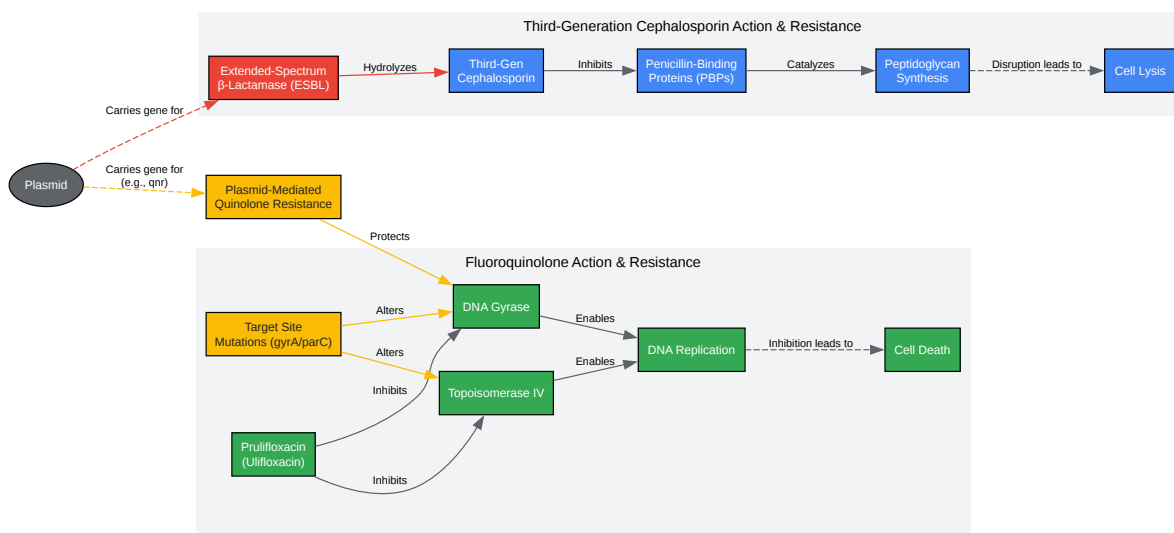 Third-Generation Cephalosporin Action & Resistance
Extended-Spectrum
β-Lactamase (ESBL)
Hydrolyzes
Third-Gen
Cephalosporin
Inhibits
Penicillin-Binding
Proteins (PBPs)
Catalyzes
Peptidoglycan
Synthesis
Disruption leads to
Cell Lysis
Carries gene for
Plasmid
Carries gene for
(e.g., qnr)
Plasmid-Mediated
Quinolone Resistance
Protects
Fluoroquinolone Action & Resistance
Target Site
Mutations (gyrA/parC)
Alters
Alters
DNA Gyrase
Enables
Topoisomerase IV
Enables
DNA Replication
Inhibition leads to
Cell Death
Prulifloxacin
(Ulifloxacin)
Inhibits
Inhibits